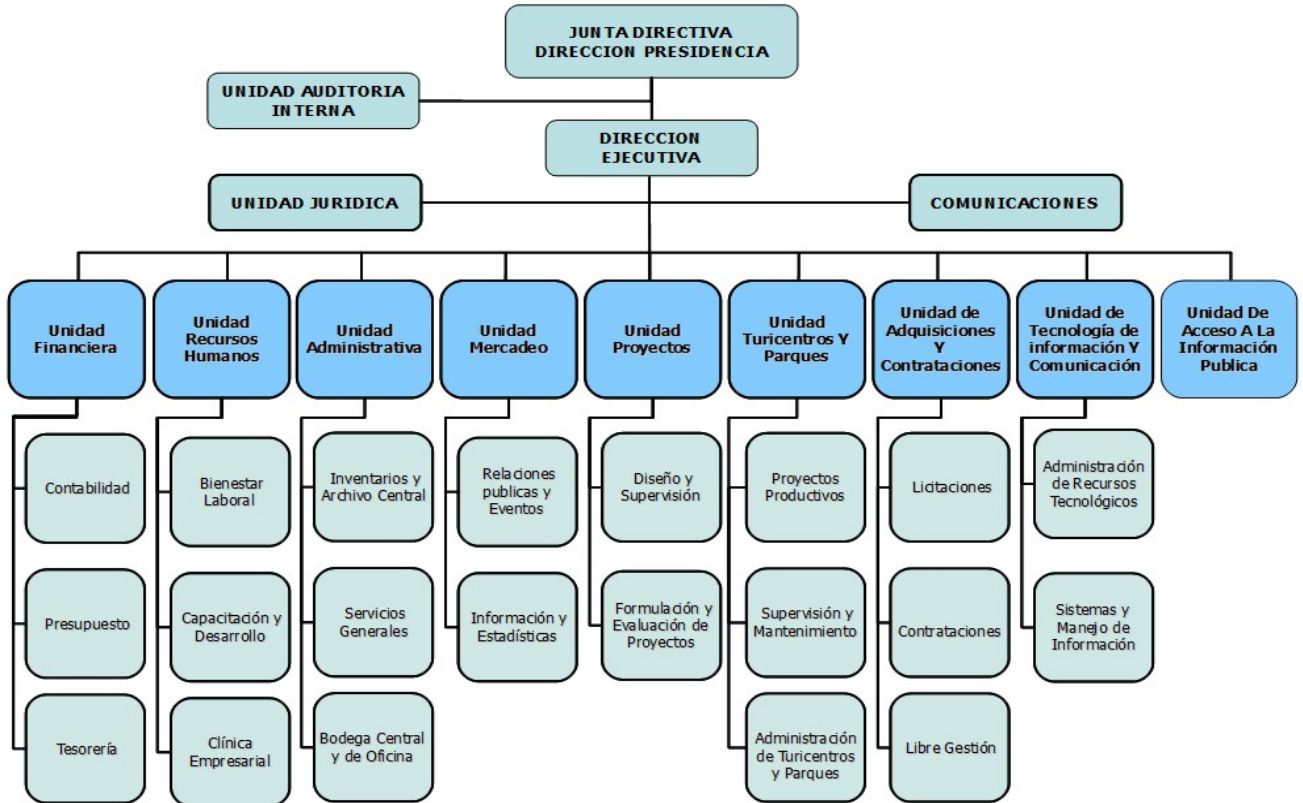 JUNTA DIRECTIVA
DIRECCION PRESIDENCIA
UNIDAD AUDITORIA
INTERNA
DIRECCION
EJECUTIVA
UNIDAD JURIDICA
COMUNICACIONES
Unidad
Financiera
Unidad
Recursos
Humanos
Unidad
Administrativa
Unidad
Mercadeo
Unidad
Proyectos
Unidad
Turicentros Y
Parques
Unidad de
Adquisiciones
Y
Contrataciones
Unidad de
Tecnología de
información Y
Comunicación
Unidad De
Acceso A La
Información
Publica
Contabilidad
Bienestar
Laboral
Inventarios y
Archivo Central
Relaciones
publicas y
Eventos
Diseño y
Supervisión
Proyectos
Productivos
Licitaciones
Administración
de Recursos
Tecnológicos
Presupuesto
Capacitación y
Desarrollo
Servicios
Generales
Información y
Estadísticas
Formulación y
Evaluación de
Proyectos
Supervisión y
Mantenimiento
Contrataciones
Sistemas y
Manejo de
Información
Tesorería
Clínica
Empresarial
Bodega Central
y de Oficina
Administración
de Turicentros
y Parques
Libre Gestión